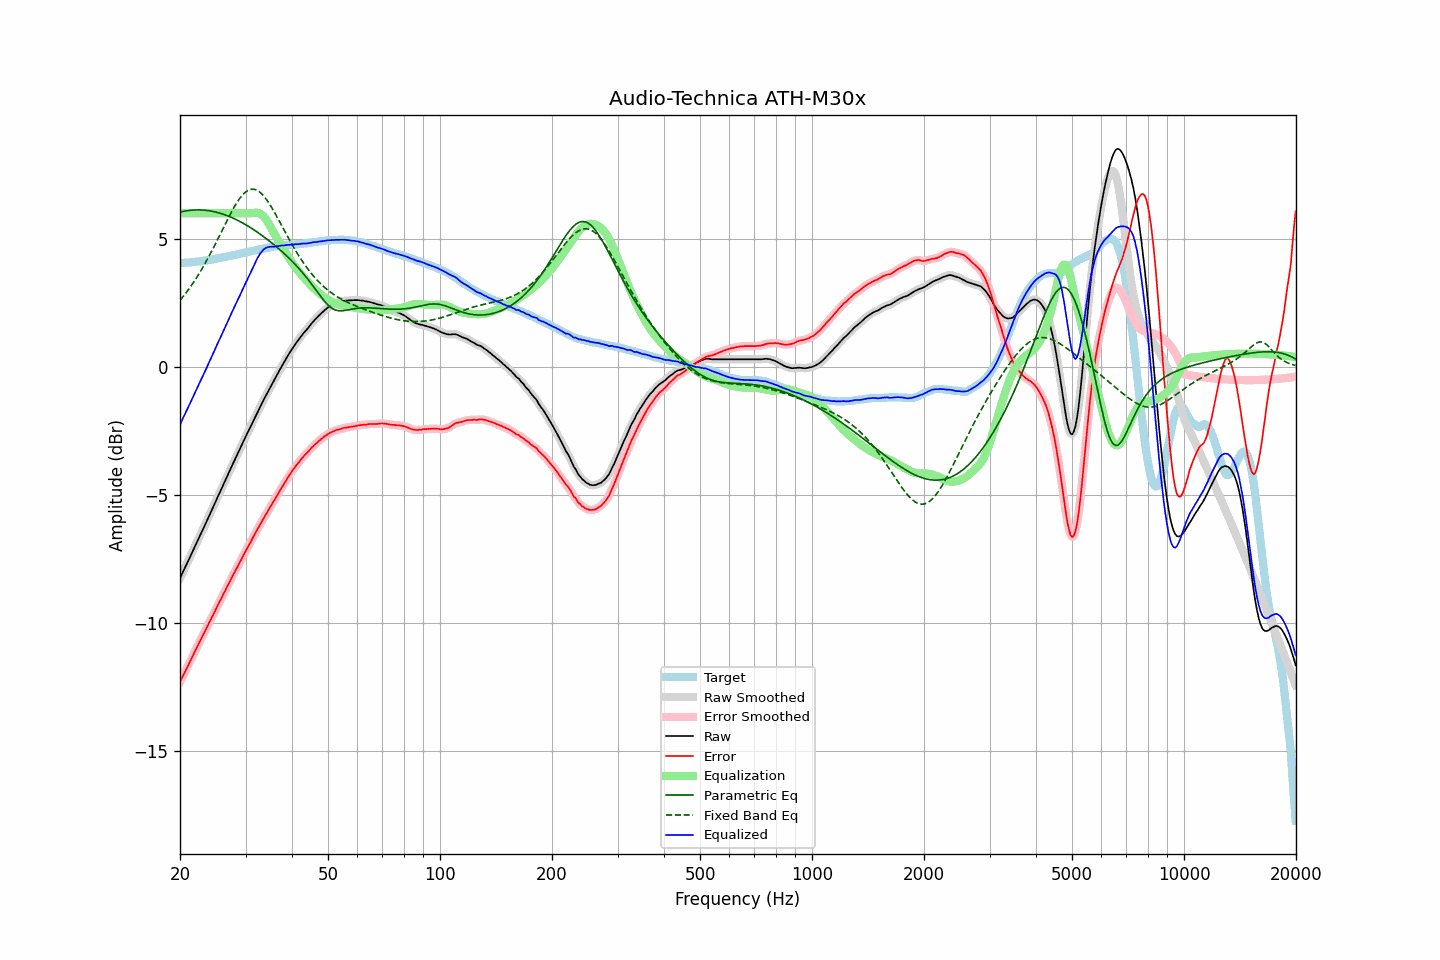 Audio-Technica ATH-M30x
Amplitude (dBr)
5
0
−5
−10
−15
Target
Raw Smoothed
Error Smoothed
Raw
Error
Equalization
Parametric Eq
Fixed Band Eq
Equalized
20 50 100 200 500 1000 2000 5000 10000 20000
Frequency (Hz)